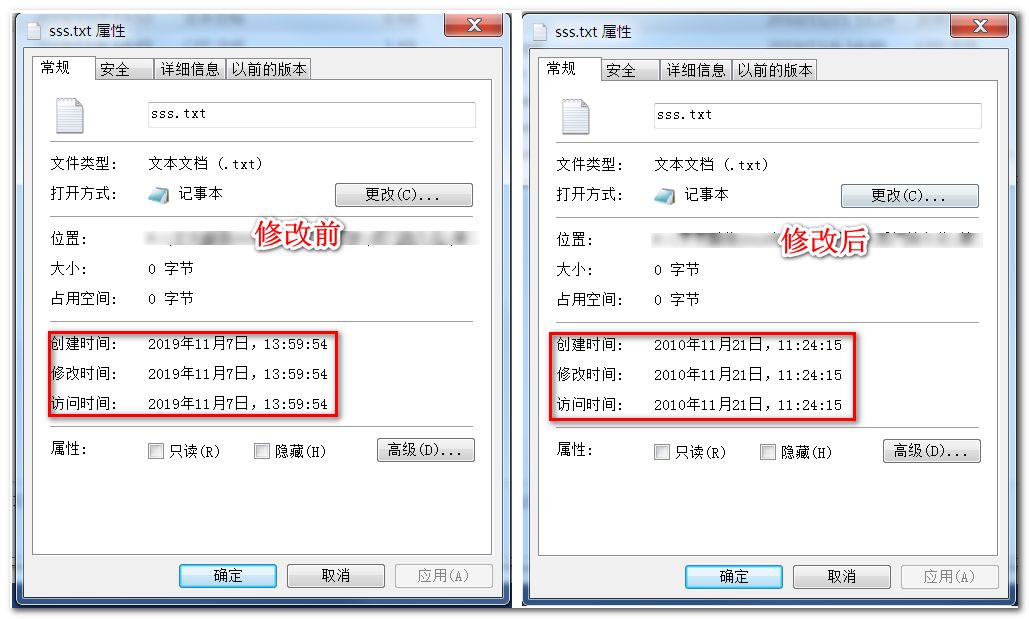 sss.txt 属性
常规 安全 详细信息 以前的版本
sss.txt
文件类型: 文本文档 (.txt)
打开方式: 记事本 更改(C)...
位置: 修改前
大小: 0 字节
占用空间: 0 字节
创建时间: 2019年11月7日，13:59:54
修改时间: 2019年11月7日，13:59:54
访问时间: 2019年11月7日，13:59:54
属性: 只读(R) 隐藏(H) 高级(D)...
确定 取消 应用(A)
sss.txt 属性
常规 安全 详细信息 以前的版本
sss.txt
文件类型: 文本文档 (.txt)
打开方式: 记事本 更改(C)...
位置: 修改后
大小: 0 字节
占用空间: 0 字节
创建时间: 2010年11月21日，11:24:15
修改时间: 2010年11月21日，11:24:15
访问时间: 2010年11月21日，11:24:15
属性: 只读(R) 隐藏(H) 高级(D)...
确定 取消 应用(A)